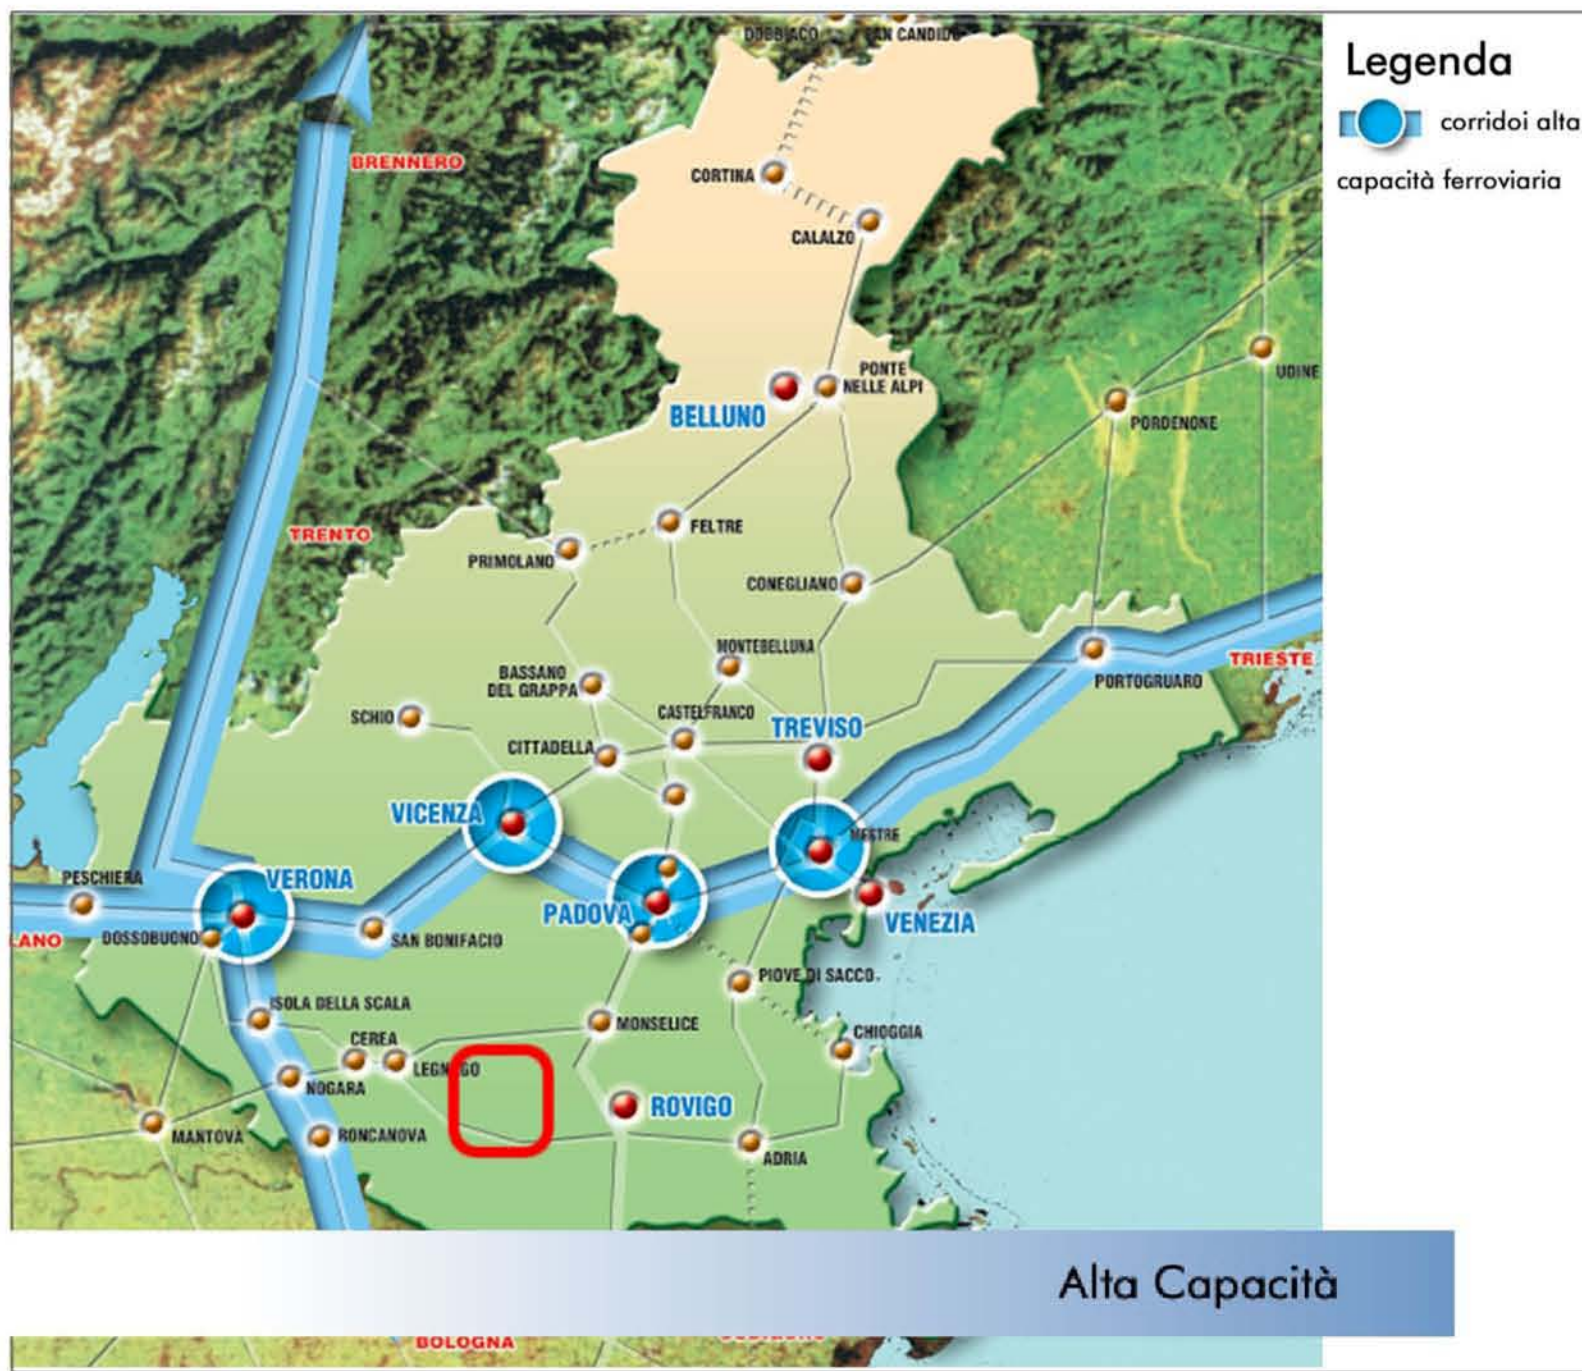 DOBBIACO
SAN CANDIDO
Legenda
corridoi alta
capacità ferroviaria
BRENNERO
CORTINA
CALALZO
PONTE
NELLE ALPI
BELLUNO
UDINE
PORDENONE
FELTRE
TRENTO
PRIMOLANO
CONEGLIANO
MONTEBELLUNA
BASSANO
DEL GRAPPA
TRIESTE
PORTOGRUARO
SCHIO
CASTELFRANCO
TREVISO
CITTADELLA
VICENZA
MESTRE
PESCHIERA
VERONA
PADOVA
VENEZIA
LANO
DOSSOBUONO
SAN BONIFACIO
PIOVE DI SACCO
ISOLA DELLA SCALA
MONSELICE
CHIOGGIA
CEREA
LEGNAGO
NOGARA
ROVIGO
MANTOVA
RONCANOVA
ADRIA
Alta Capacità
BOLOGNA